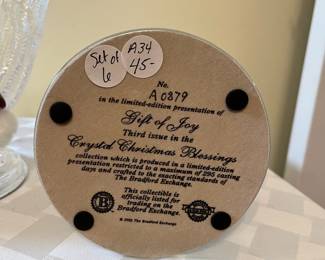 Set of
6
A34
45-
No.
A0879
in the limited-edition presentation of
Gift of Joy
Third issue in the
Crystal Christmas Blessings
collection which is produced in a limited-edition
presentation restricted to a maximum of 295 casting
days and crafted to the exacting standards of
The Bradford Exchange.
This collectible is
officially listed for
trading on the
Bradford Exchange.
B
The Bradford Exchange